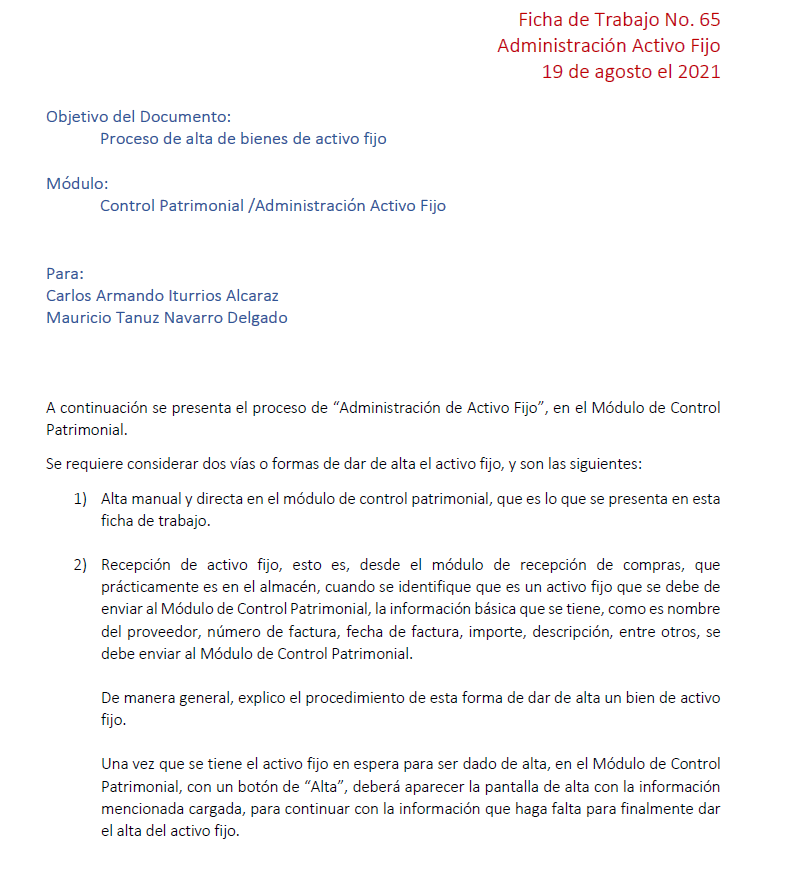 Ficha de Trabajo No. 65
Administración Activo Fijo
19 de agosto el 2021
Objetivo del Documento:
Proceso de alta de bienes de activo fijo
Módulo:
Control Patrimonial /Administración Activo Fijo
Para:
Carlos Armando Iturrios Alcaraz
Mauricio Tanuz Navarro Delgado
A continuación se presenta el proceso de “Administración de Activo Fijo”, en el Módulo de Control
Patrimonial.
Se requiere considerar dos vías o formas de dar de alta el activo fijo, y son las siguientes:
1) Alta manual y directa en el módulo de control patrimonial, que es lo que se presenta en esta
ficha de trabajo.
2) Recepción de activo fijo, esto es, desde el módulo de recepción de compras, que
prácticamente es en el almacén, cuando se identifique que es un activo fijo que se debe de
enviar al Módulo de Control Patrimonial, la información básica que se tiene, como es nombre
del proveedor, número de factura, fecha de factura, importe, descripción, entre otros, se
debe enviar al Módulo de Control Patrimonial.
De manera general, explico el procedimiento de esta forma de dar de alta un bien de activo
fijo.
Una vez que se tiene el activo fijo en espera para ser dado de alta, en el Módulo de Control
Patrimonial, con un botón de “Alta”, deberá aparecer la pantalla de alta con la información
mencionada cargada, para continuar con la información que haga falta para finalmente dar
el alta del activo fijo.